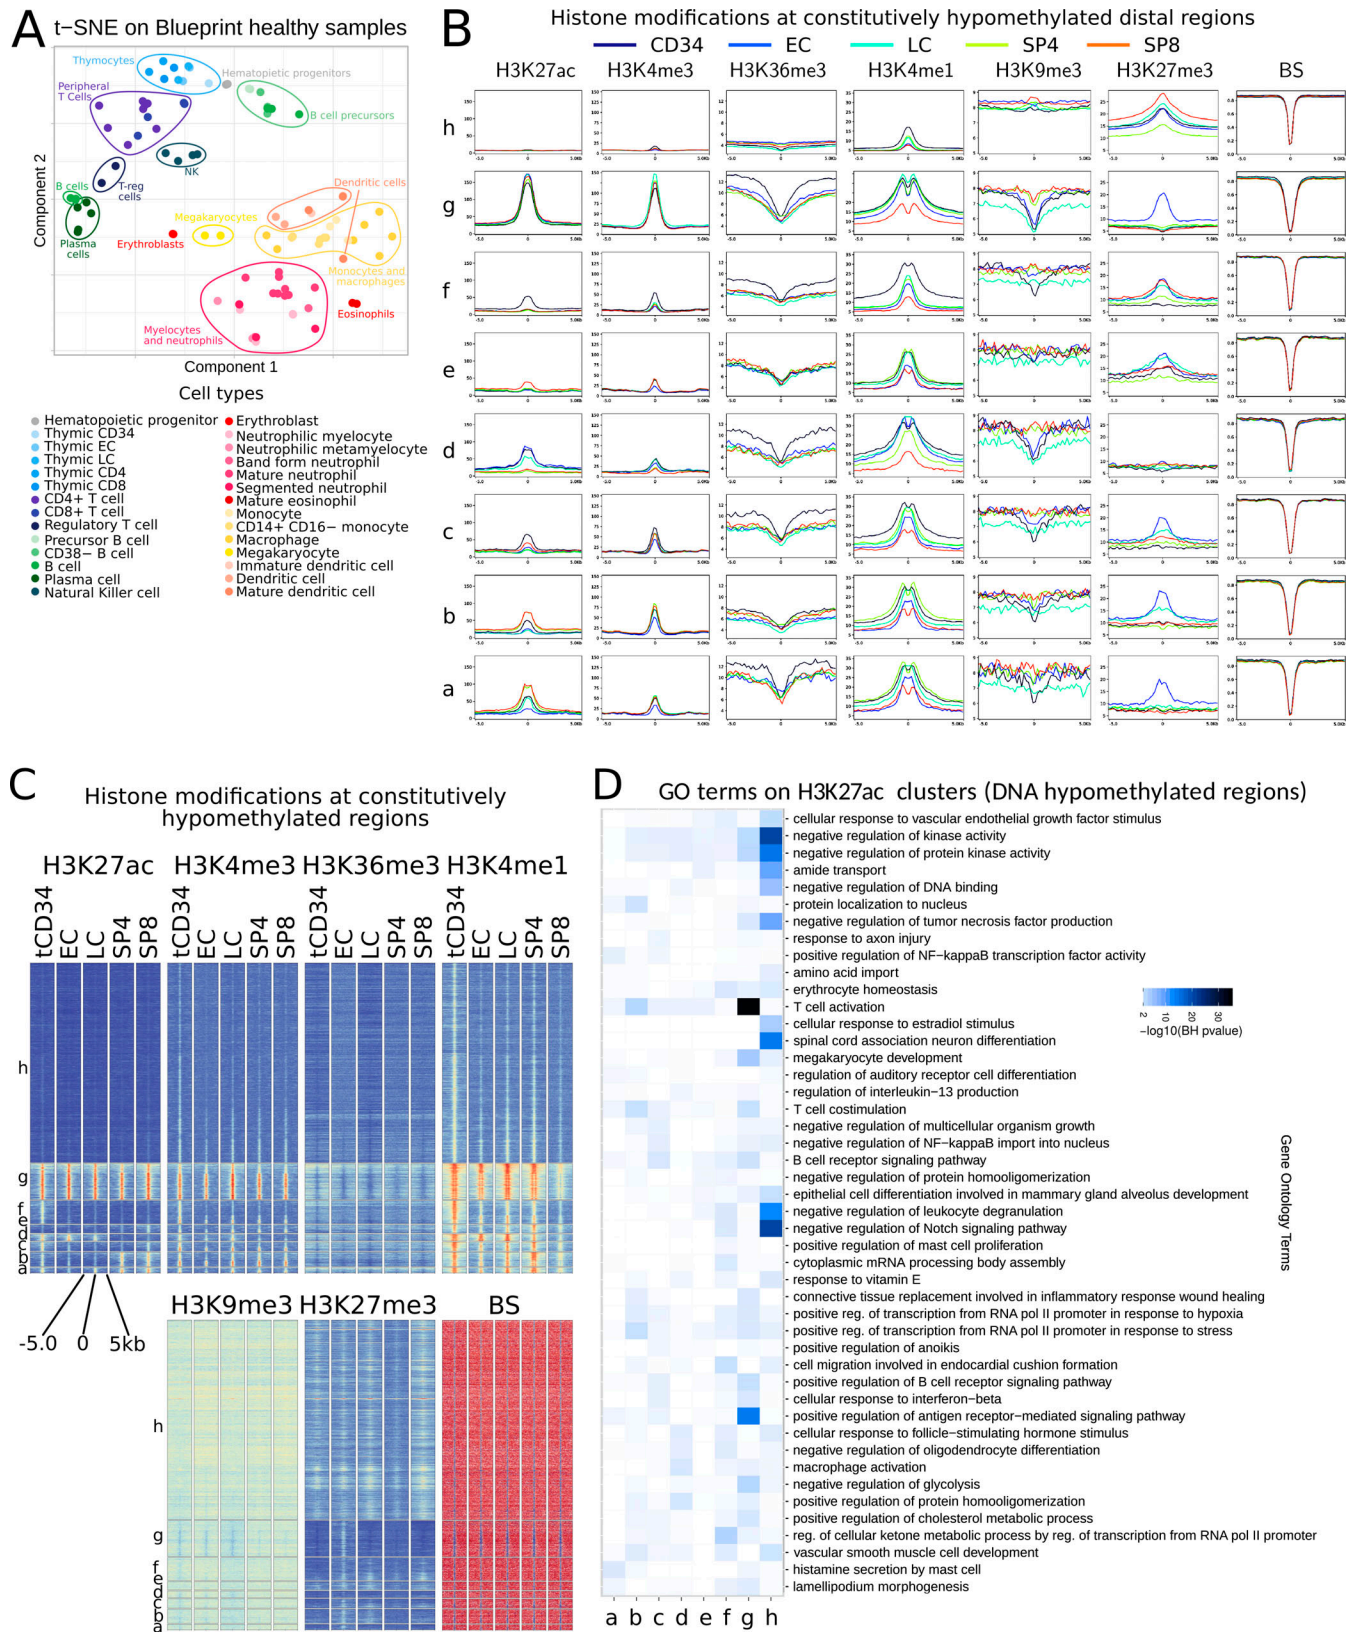 A
t−SNE on Blueprint healthy samples
Thymocytes
Hematopietic progenitors
Peripheral
T Cells
B cell precursors
NK
T-reg
cells
B cells
Plasma
cells
Dendritic cells
Megakaryocytes
Erythroblasts
Monocytes and
macrophages
Eosinophils
Myelocytes
and neutrophils
Component 2
Component 1
Cell types
Hematopoietic progenitor
Thymic CD34
Thymic EC
Thymic LC
Thymic CD4
Thymic CD8
CD4+ T cell
CD8+ T cell
Regulatory T cell
Precursor B cell
CD38− B cell
B cell
Plasma cell
Natural Killer cell
Erythroblast
Neutrophilic myelocyte
Neutrophilic metamyelocyte
Band form neutrophil
Mature neutrophil
Segmented neutrophil
Mature eosinophil
Monocyte
CD14+ CD16− monocyte
Macrophage
Megakaryocyte
Immature dendritic cell
Dendritic cell
Mature dendritic cell
B
Histone modifications at constitutively hypomethylated distal regions
CD34 EC LC SP4 SP8
H3K27ac H3K4me3 H3K36me3 H3K4me1 H3K9me3 H3K27me3 BS
h
g
f
e
d
c
b
a
C
Histone modifications at constitutively
hypomethylated regions
H3K27ac H3K4me3 H3K36me3 H3K4me1
tCD34 EC LC SP4 SP8 tCD34 EC LC SP4 SP8 tCD34 EC LC SP4 SP8 tCD34 EC LC SP4 SP8
h
g
f
e
d
c
b
a
-5.0 0 5kb
H3K9me3 H3K27me3 BS
h
g
f
e
d
c
b
a
D
GO terms on H3K27ac clusters (DNA hypomethylated regions)
cellular response to vascular endothelial growth factor stimulus
negative regulation of kinase activity
negative regulation of protein kinase activity
amide transport
negative regulation of DNA binding
protein localization to nucleus
negative regulation of tumor necrosis factor production
response to axon injury
positive regulation of NF−kappaB transcription factor activity
amino acid import
erythrocyte homeostasis
T cell activation
cellular response to estradiol stimulus
spinal cord association neuron differentiation
megakaryocyte development
regulation of auditory receptor cell differentiation
regulation of interleukin−13 production
T cell costimulation
negative regulation of multicellular organism growth
negative regulation of NF−kappaB import into nucleus
B cell receptor signaling pathway
negative regulation of protein homooligomerization
epithelial cell differentiation involved in mammary gland alveolus development
negative regulation of leukocyte degranulation
negative regulation of Notch signaling pathway
positive regulation of mast cell proliferation
cytoplasmic mRNA processing body assembly
response to vitamin E
connective tissue replacement involved in inflammatory response wound healing
positive reg. of transcription from RNA pol II promoter in response to hypoxia
positive reg. of transcription from RNA pol II promoter in response to stress
positive regulation of anoikis
cell migration involved in endocardial cushion formation
positive regulation of B cell receptor signaling pathway
cellular response to interferon−beta
positive regulation of antigen receptor−mediated signaling pathway
cellular response to follicle−stimulating hormone stimulus
negative regulation of oligodendrocyte differentiation
macrophage activation
negative regulation of glycolysis
positive regulation of protein homooligomerization
positive regulation of cholesterol metabolic process
reg. of cellular ketone metabolic process by reg. of transcription from RNA pol II promoter
vascular smooth muscle cell development
histamine secretion by mast cell
lamellipodium morphogenesis
a b c d e f g h
2 10 20 30
−log10(BH pvalue)
Gene Ontology Terms